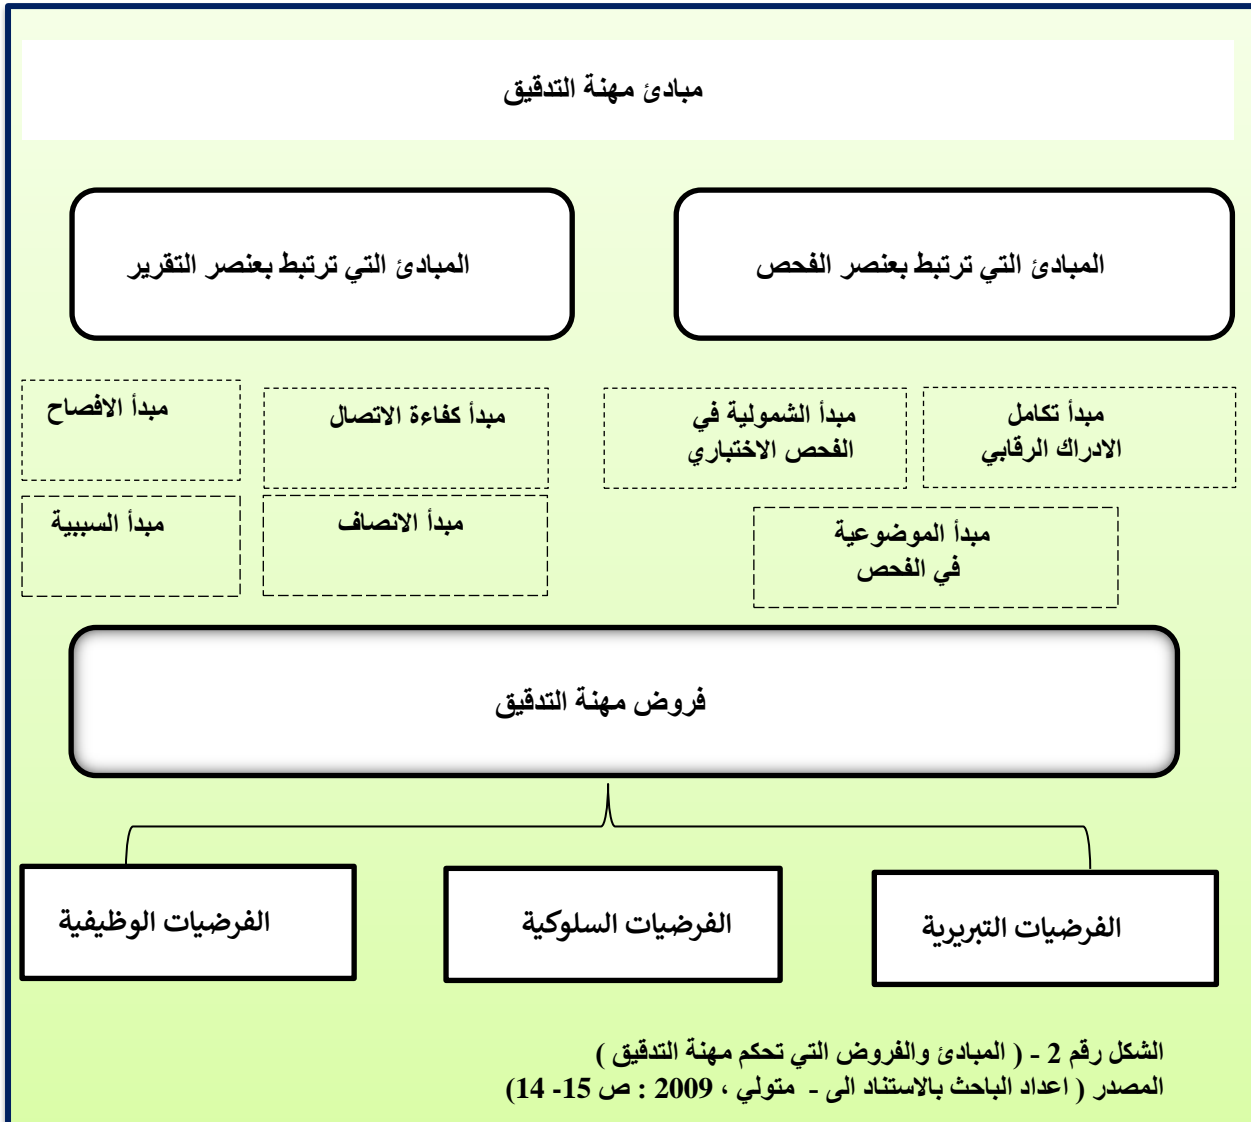 مبادئ مهنة التدقيق
المبادئ التي ترتبط بعنصر الفحص
المبادئ التي ترتبط بعنصر التقرير
مبدأ تكامل
الادراك الرقابي
مبدأ الشمولية في
الفحص الاختباري
مبدأ كفاءة الاتصال
مبدأ الافصاح
مبدأ الموضوعية
في الفحص
مبدأ الانصاف
مبدأ السببية
فروض مهنة التدقيق
الفرضيات التبريرية
الفرضيات السلوكية
الفرضيات الوظيفية
الشكل رقم 2 - ( المبادئ والفروض التي تحكم مهنة التدقيق )
المصدر ( اعداد الباحث بالاستناد الى - متولي ، 2009 : ص 15- 14)